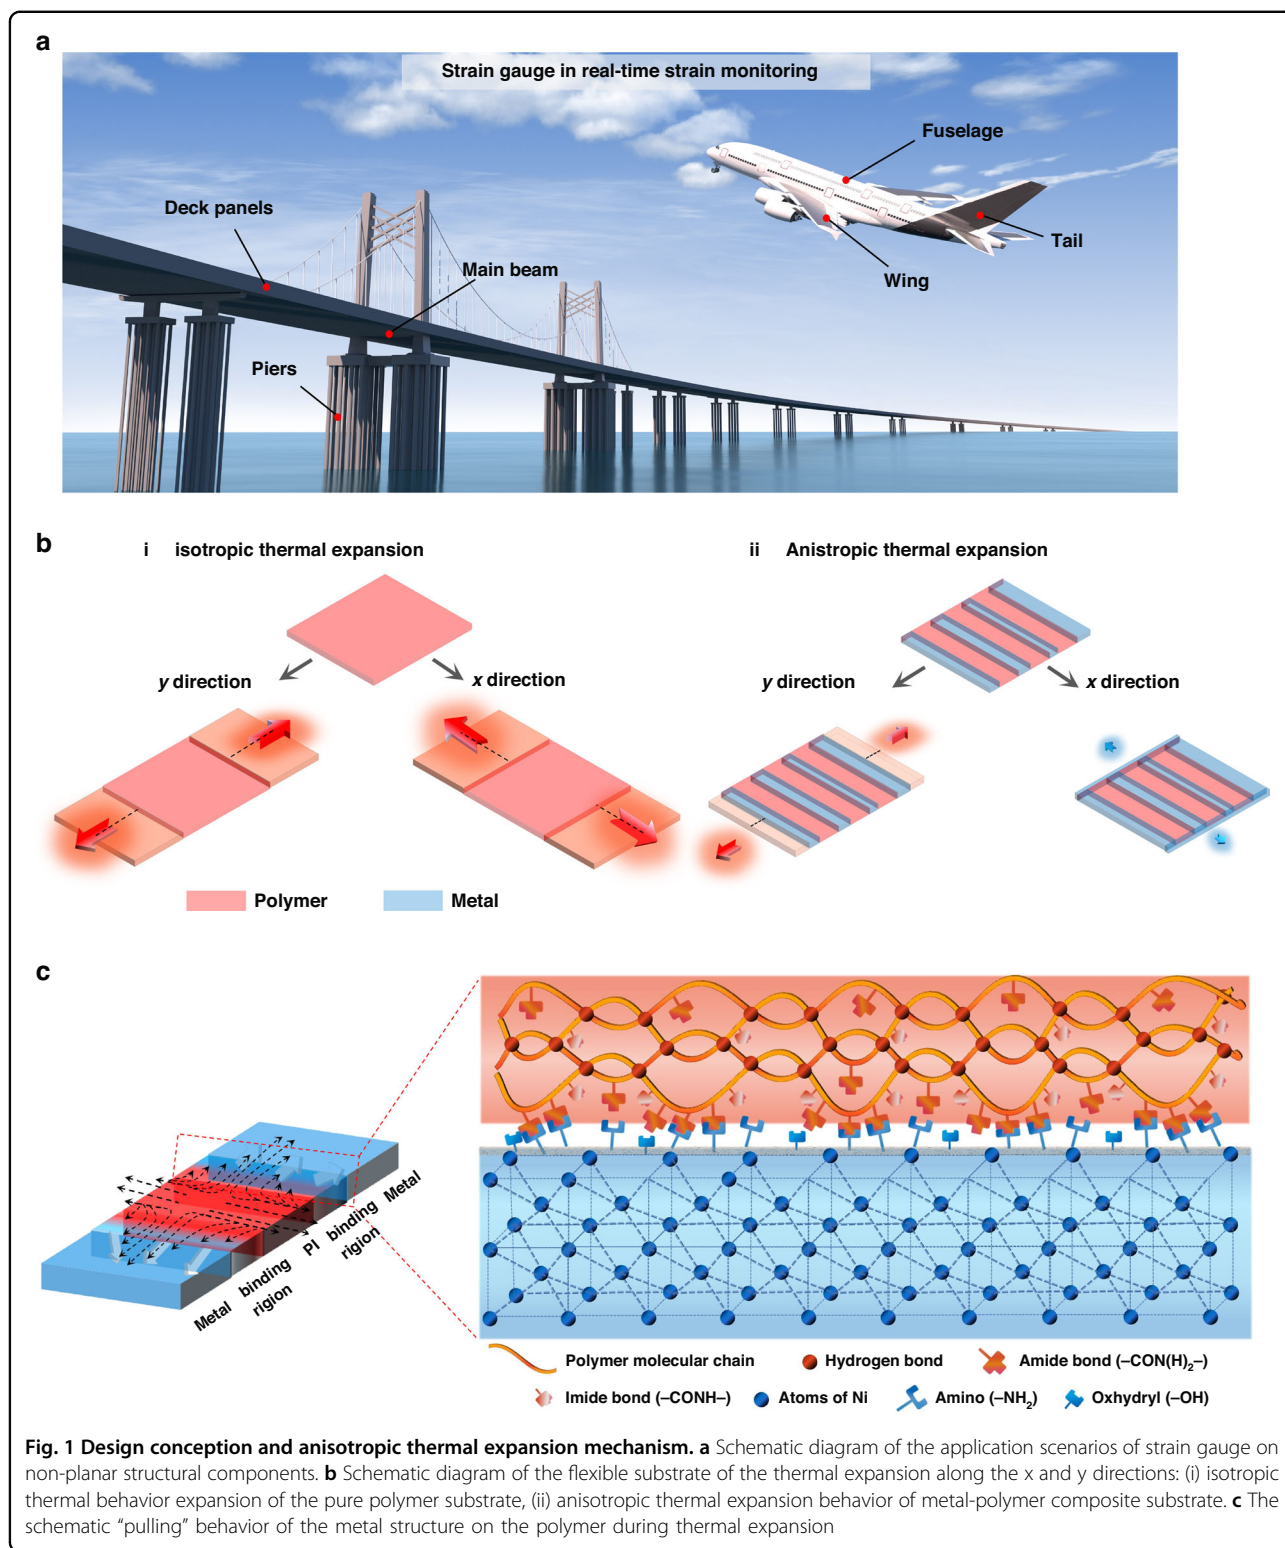 a
Strain gauge in real-time strain monitoring
Fuselage
Deck panels
Tail
Main beam
Wing
Piers
b
i isotropic thermal expansion
ii Anistropic thermal expansion
y direction
x direction
y direction
x direction
Polymer
Metal
c
Metal
binding
rigion
PI
binding
rigion
Metal
Polymer molecular chain
Hydrogen bond
Amide bond (–CON(H)₂–)
Imide bond (–CONH–)
Atoms of Ni
Amino (–NH₂)
Oxhydryl (–OH)
Fig. 1 Design conception and anisotropic thermal expansion mechanism. a Schematic diagram of the application scenarios of strain gauge on
non-planar structural components. b Schematic diagram of the flexible substrate of the thermal expansion along the x and y directions: (i) isotropic
thermal behavior expansion of the pure polymer substrate, (ii) anisotropic thermal expansion behavior of metal-polymer composite substrate. c The
schematic “pulling” behavior of the metal structure on the polymer during thermal expansion